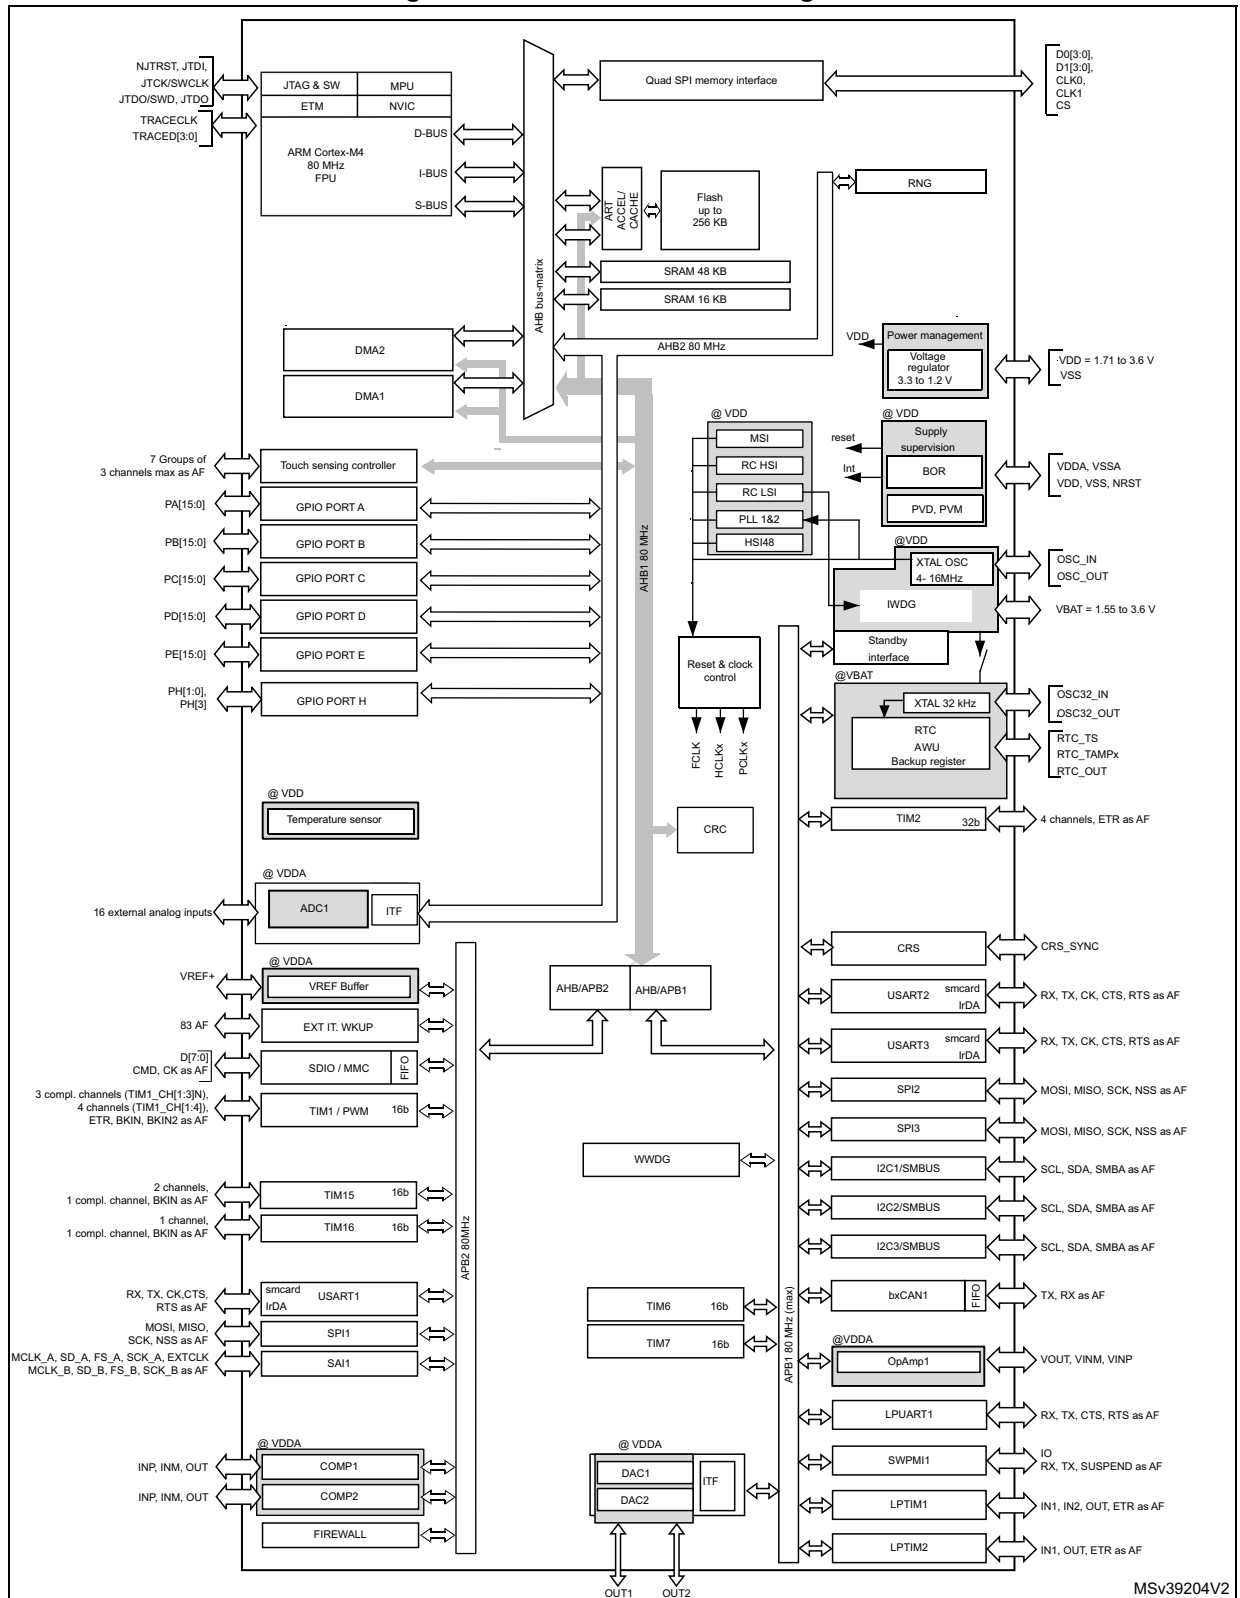 NJTRST, JTDI,
JTCK/SWCLK
JTDO/SWD, JTDO
TRACECLK
TRACED[3:0]
JTAG & SW
MPU
ETM
NVIC
ARM Cortex-M4
80 MHz
FPU
D-BUS
I-BUS
S-BUS
AHB bus-matrix
Quad SPI memory interface
D0[3:0],
D1[3:0],
CLK0,
CLK1
CS
ART
ACCEL/
CACHE
Flash
up to
256 KB
RNG
SRAM 48 KB
SRAM 16 KB
AHB2 80 MHz
DMA2
DMA1
VDD
Power management
Voltage
regulator
3.3 to 1.2 V
VDD = 1.71 to 3.6 V
VSS
@ VDD
MSI
RC HSI
RC LSI
PLL 1&2
HSI48
@ VDD
reset
Int
Supply
supervision
BOR
PVD, PVM
VDDA, VSSA
VDD, VSS, NRST
7 Groups of
3 channels max as AF
Touch sensing controller
PA[15:0]
GPIO PORT A
PB[15:0]
GPIO PORT B
PC[15:0]
GPIO PORT C
PD[15:0]
GPIO PORT D
PE[15:0]
GPIO PORT E
PH[1:0],
PH[3]
GPIO PORT H
AHB1 80 MHz
@VDD
XTAL OSC
4- 16MHz
IWDG
OSC_IN
OSC_OUT
VBAT = 1.55 to 3.6 V
Standby
interface
Reset & clock
control
FCLK
HCLKx
PCLKx
@VBAT
XTAL 32 kHz
RTC
AWU
Backup register
OSC32_IN
OSC32_OUT
RTC_TS
RTC_TAMPx
RTC_OUT
@ VDD
Temperature sensor
CRC
TIM2
32b
4 channels, ETR as AF
@ VDDA
16 external analog inputs
ADC1
ITF
CRS
CRS_SYNC
@ VDDA
VREF+
VREF Buffer
AHB/APB2
AHB/APB1
USART2
smcard
IrDA
RX, TX, CK, CTS, RTS as AF
83 AF
EXT IT. WKUP
USART3
smcard
IrDA
RX, TX, CK, CTS, RTS as AF
D[7:0]
CMD, CK as AF
SDIO / MMC
FIFO
3 compl. channels (TIM1_CH[1:3]N),
4 channels (TIM1_CH[1:4]),
ETR, BKIN, BKIN2 as AF
TIM1 / PWM
16b
SPI2
MOSI, MISO, SCK, NSS as AF
SPI3
MOSI, MISO, SCK, NSS as AF
WWDG
I2C1/SMBUS
SCL, SDA, SMBA as AF
2 channels,
1 compl. channel, BKIN as AF
TIM15
16b
I2C2/SMBUS
SCL, SDA, SMBA as AF
1 channel,
1 compl. channel, BKIN as AF
TIM16
16b
I2C3/SMBUS
SCL, SDA, SMBA as AF
APB2 80MHz
APB1 80 MHz (max)
RX, TX, CK,CTS,
RTS as AF
smcard
IrDA
USART1
TIM6
16b
bxCAN1
FIFO
TX, RX as AF
MOSI, MISO,
SCK, NSS as AF
SPI1
TIM7
16b
@VDDA
OpAmp1
VOUT, VINM, VINP
MCLK_A, SD_A, FS_A, SCK_A, EXTCLK
MCLK_B, SD_B, FS_B, SCK_B as AF
SAI1
LPUART1
RX, TX, CTS, RTS as AF
@ VDDA
INP, INM, OUT
COMP1
INP, INM, OUT
COMP2
FIREWALL
@ VDDA
DAC1
DAC2
ITF
OUT1
OUT2
SWPMI1
IO
RX, TX, SUSPEND as AF
LPTIM1
IN1, IN2, OUT, ETR as AF
LPTIM2
IN1, OUT, ETR as AF
MSv39204V2